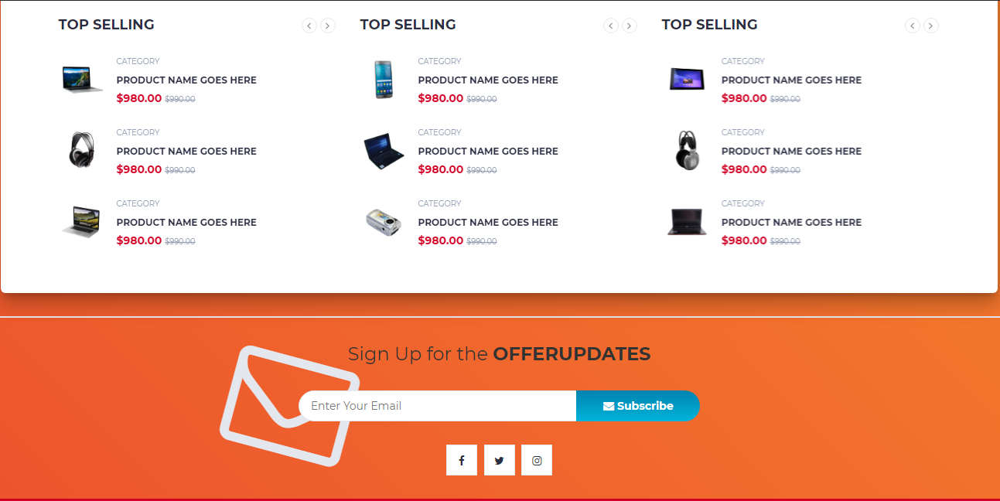 TOP SELLING
CATEGORY
PRODUCT NAME GOES HERE
$980.00 $990.00
CATEGORY
PRODUCT NAME GOES HERE
$980.00 $990.00
CATEGORY
PRODUCT NAME GOES HERE
$980.00 $990.00
TOP SELLING
CATEGORY
PRODUCT NAME GOES HERE
$980.00 $990.00
CATEGORY
PRODUCT NAME GOES HERE
$980.00 $990.00
CATEGORY
PRODUCT NAME GOES HERE
$980.00 $990.00
TOP SELLING
CATEGORY
PRODUCT NAME GOES HERE
$980.00 $990.00
CATEGORY
PRODUCT NAME GOES HERE
$980.00 $990.00
CATEGORY
PRODUCT NAME GOES HERE
$980.00 $990.00
Sign Up for the OFFERUPDATES
Enter Your Email
Subscribe